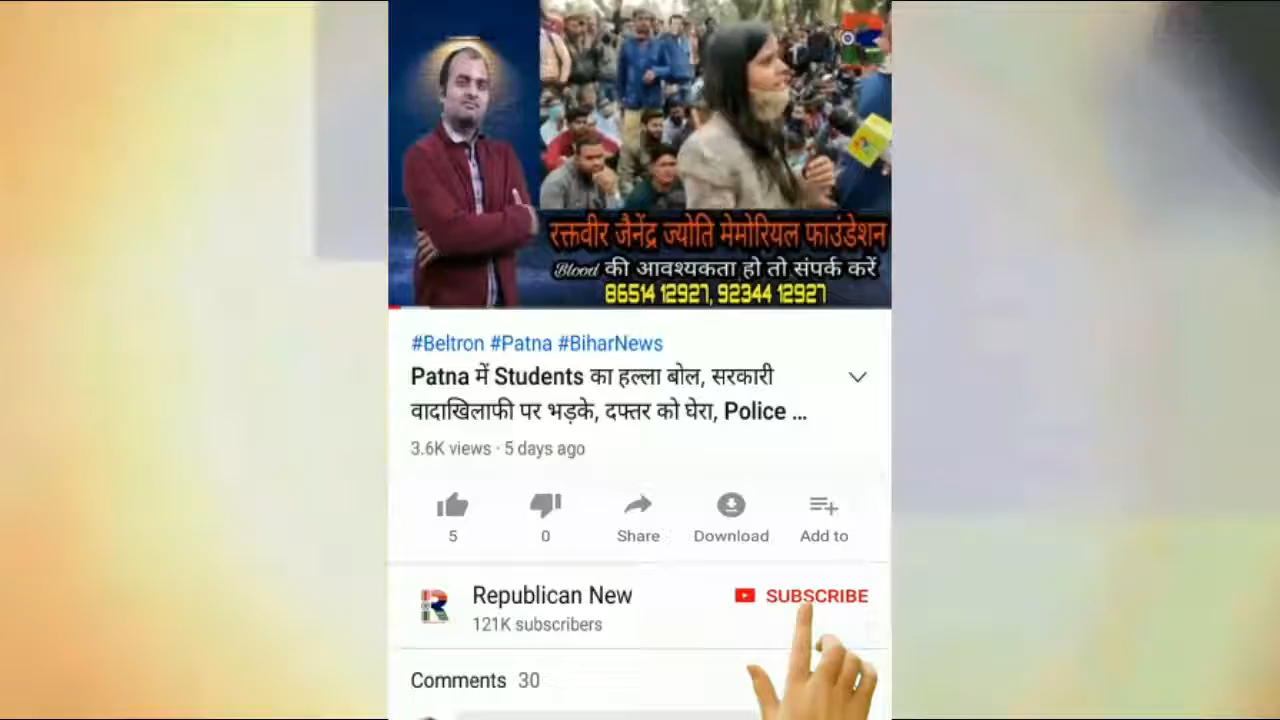 रक्तवीर जैनेंद्र ज्योति मेमोरियल फाउंडेशन
Blood की आवश्यकता हो तो संपर्क करें
86514 12927, 92344 12927
#Beltron #Patna #BiharNews
Patna में Students का हल्ला बोल, सरकारी
वादाखिलाफी पर भड़के, दफ्तर को घेरा, Police ...
3.6K views · 5 days ago
5 0 Share Download Add to
Republican New SUBSCRIBE
121K subscribers
Comments 30